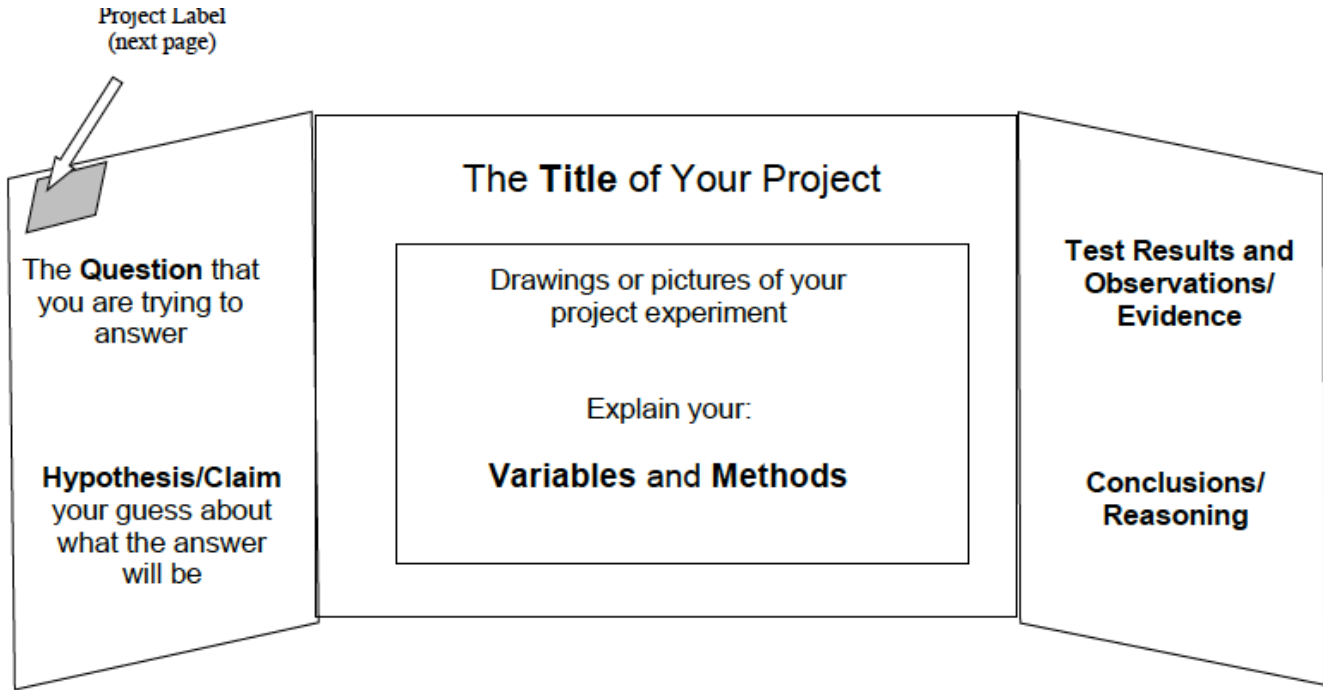 Project Label
(next page)
The Title of Your Project
The Question that
you are trying to
answer
Hypothesis/Claim
your guess about
what the answer
will be
Drawings or pictures of your
project experiment
Explain your:
Variables and Methods
Test Results and
Observations/
Evidence
Conclusions/
Reasoning